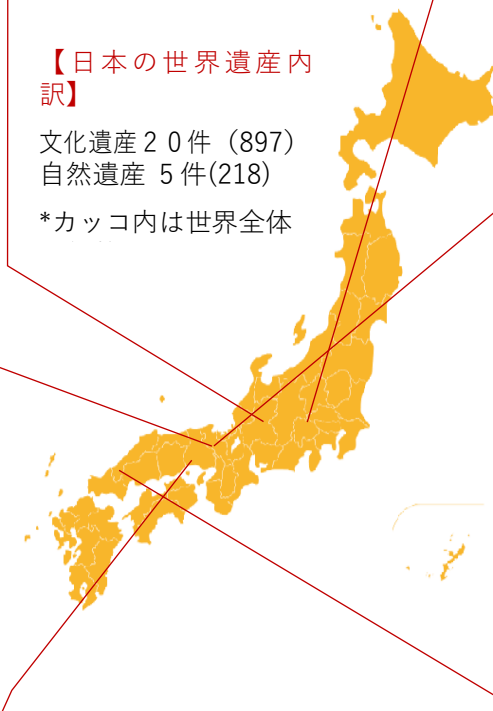 【日本の世界遺産内
訳】
文化遺産２０件（897）
自然遺産 ５件(218)
*カッコ内は世界全体